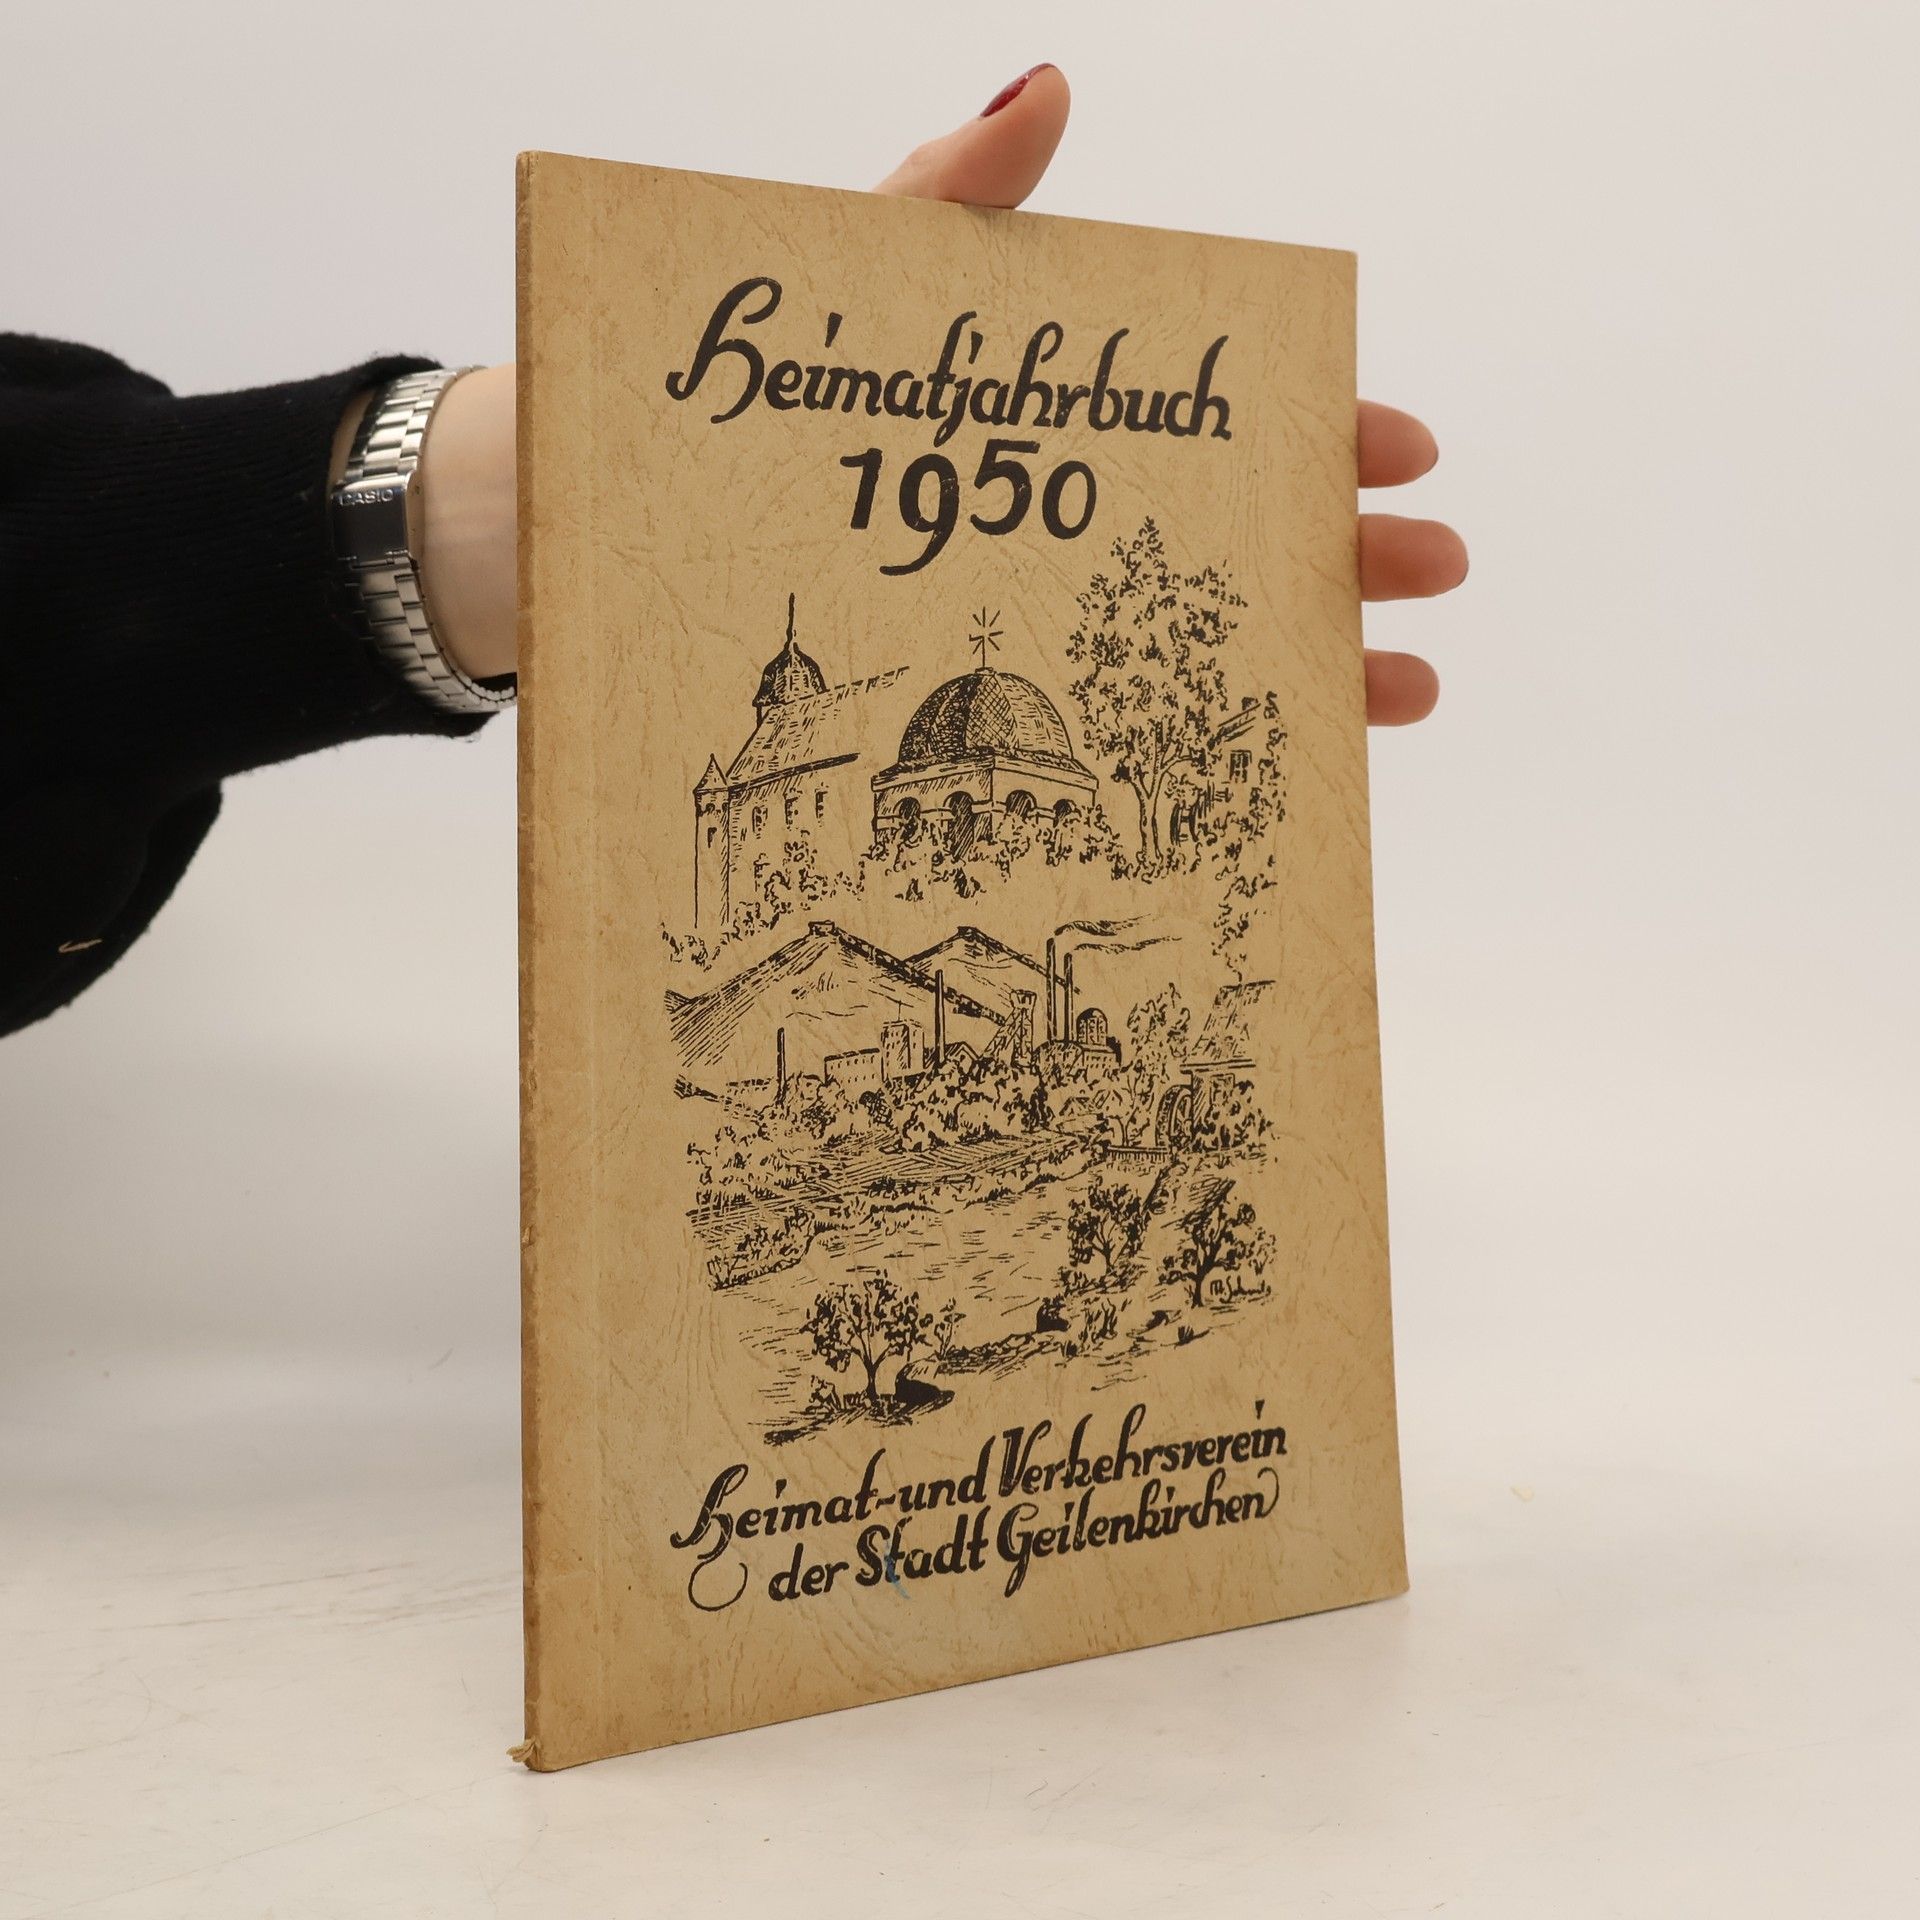 Heimatjahrbuch
1950
Heimat- und Verkehrsverein
der Stadt Geilenkirchen
CASIO